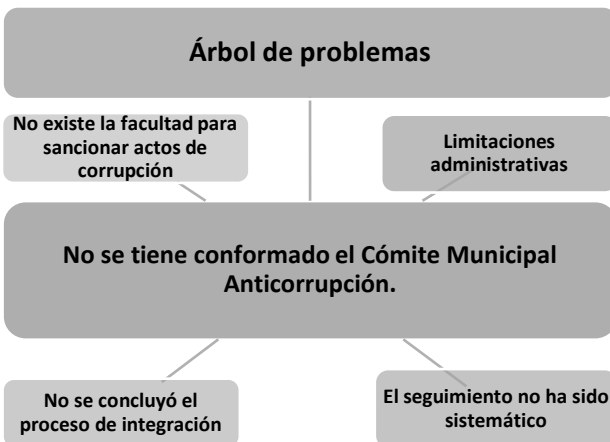 Árbol de problemas
No existe la facultad para
sancionar actos de
corrupción
Limitaciones
administrativas
No se tiene conformado el Cómite Municipal
Anticorrupción.
No se concluyó el
proceso de integración
El seguimiento no ha sido
sistemático